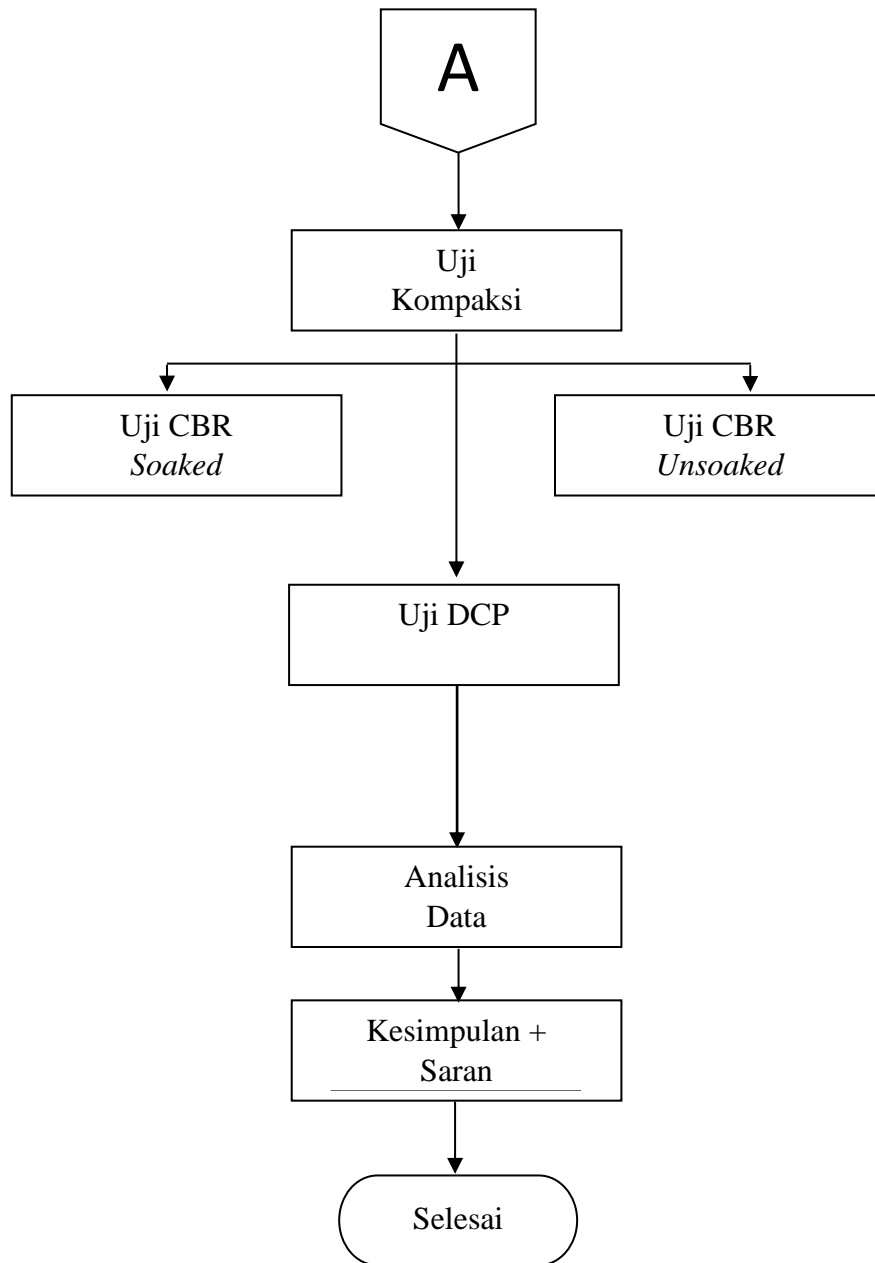 A
Uji
Kompaksi
Uji CBR
Soaked
Uji CBR
Unsoaked
Uji DCP
Analisis
Data
Kesimpulan +
Saran
Selesai